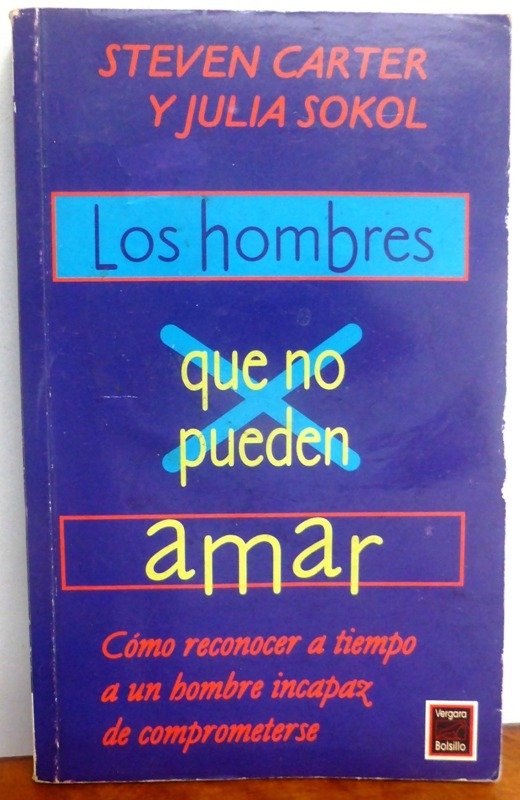 STEVEN CARTER
Y JULIA SOKOL
Los hombres
que no
pueden
amar
Cómo reconocer a tiempo
a un hombre incapaz
de comprometerse
Vergara
Bolsillo